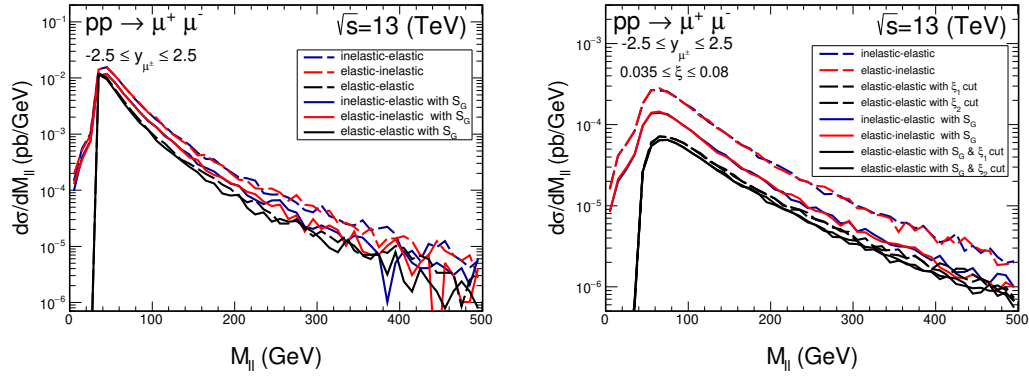 pp → μ⁺ μ⁻
√s=13 (TeV)
-2.5 ≤ y_μ± ≤ 2.5
inelastic-elastic
elastic-inelastic
elastic-elastic
inelastic-elastic with S_G
elastic-inelastic with S_G
elastic-elastic with S_G
dσ/dM_ll (pb/GeV)
10⁻¹
10⁻²
10⁻³
10⁻⁴
10⁻⁵
10⁻⁶
0 100 200 300 400 500
M_ll (GeV)
pp → μ⁺ μ⁻
√s=13 (TeV)
-2.5 ≤ y_μ± ≤ 2.5
0.035 ≤ ξ ≤ 0.08
inelastic-elastic
elastic-inelastic
elastic-elastic with ξ₁ cut
elastic-elastic with ξ₂ cut
inelastic-elastic with S_G
elastic-inelastic with S_G
elastic-elastic with S_G & ξ₁ cut
elastic-elastic with S_G & ξ₂ cut
dσ/dM_ll (pb/GeV)
10⁻³
10⁻⁴
10⁻⁵
10⁻⁶
0 100 200 300 400 500
M_ll (GeV)